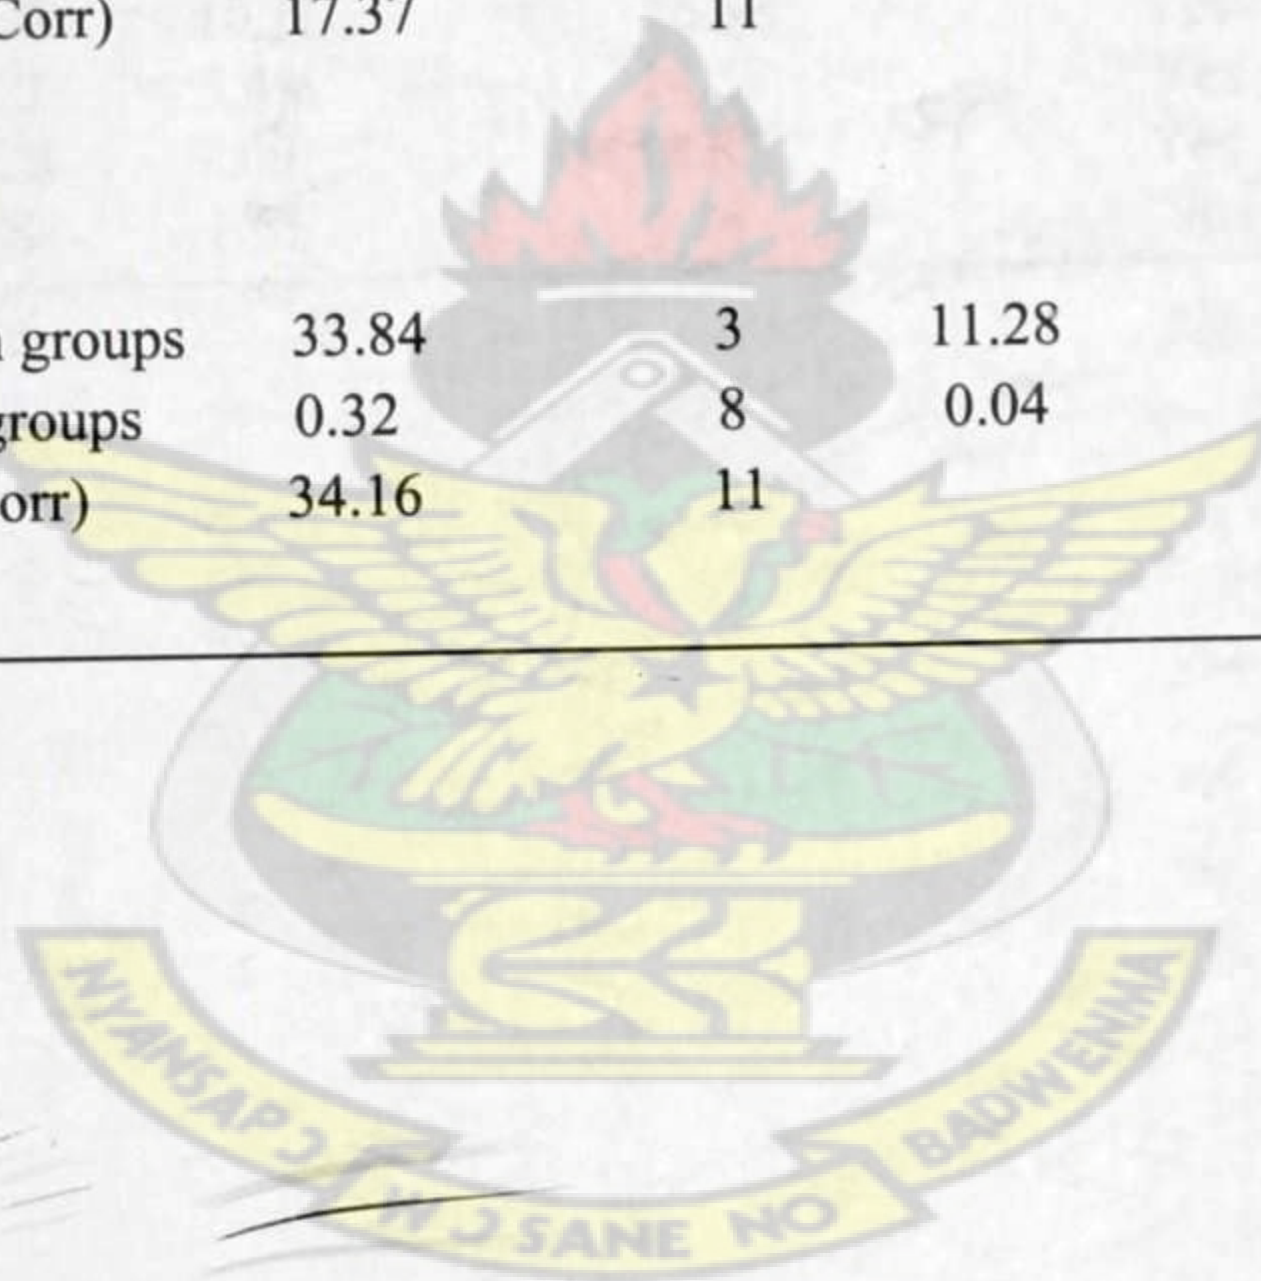 Corr) 17.37 11
groups 33.84 3 11.28
groups 0.32 8 0.04
orr) 34.16 11
NYANSAPƆ
WƆSANE NO
BADWENMA